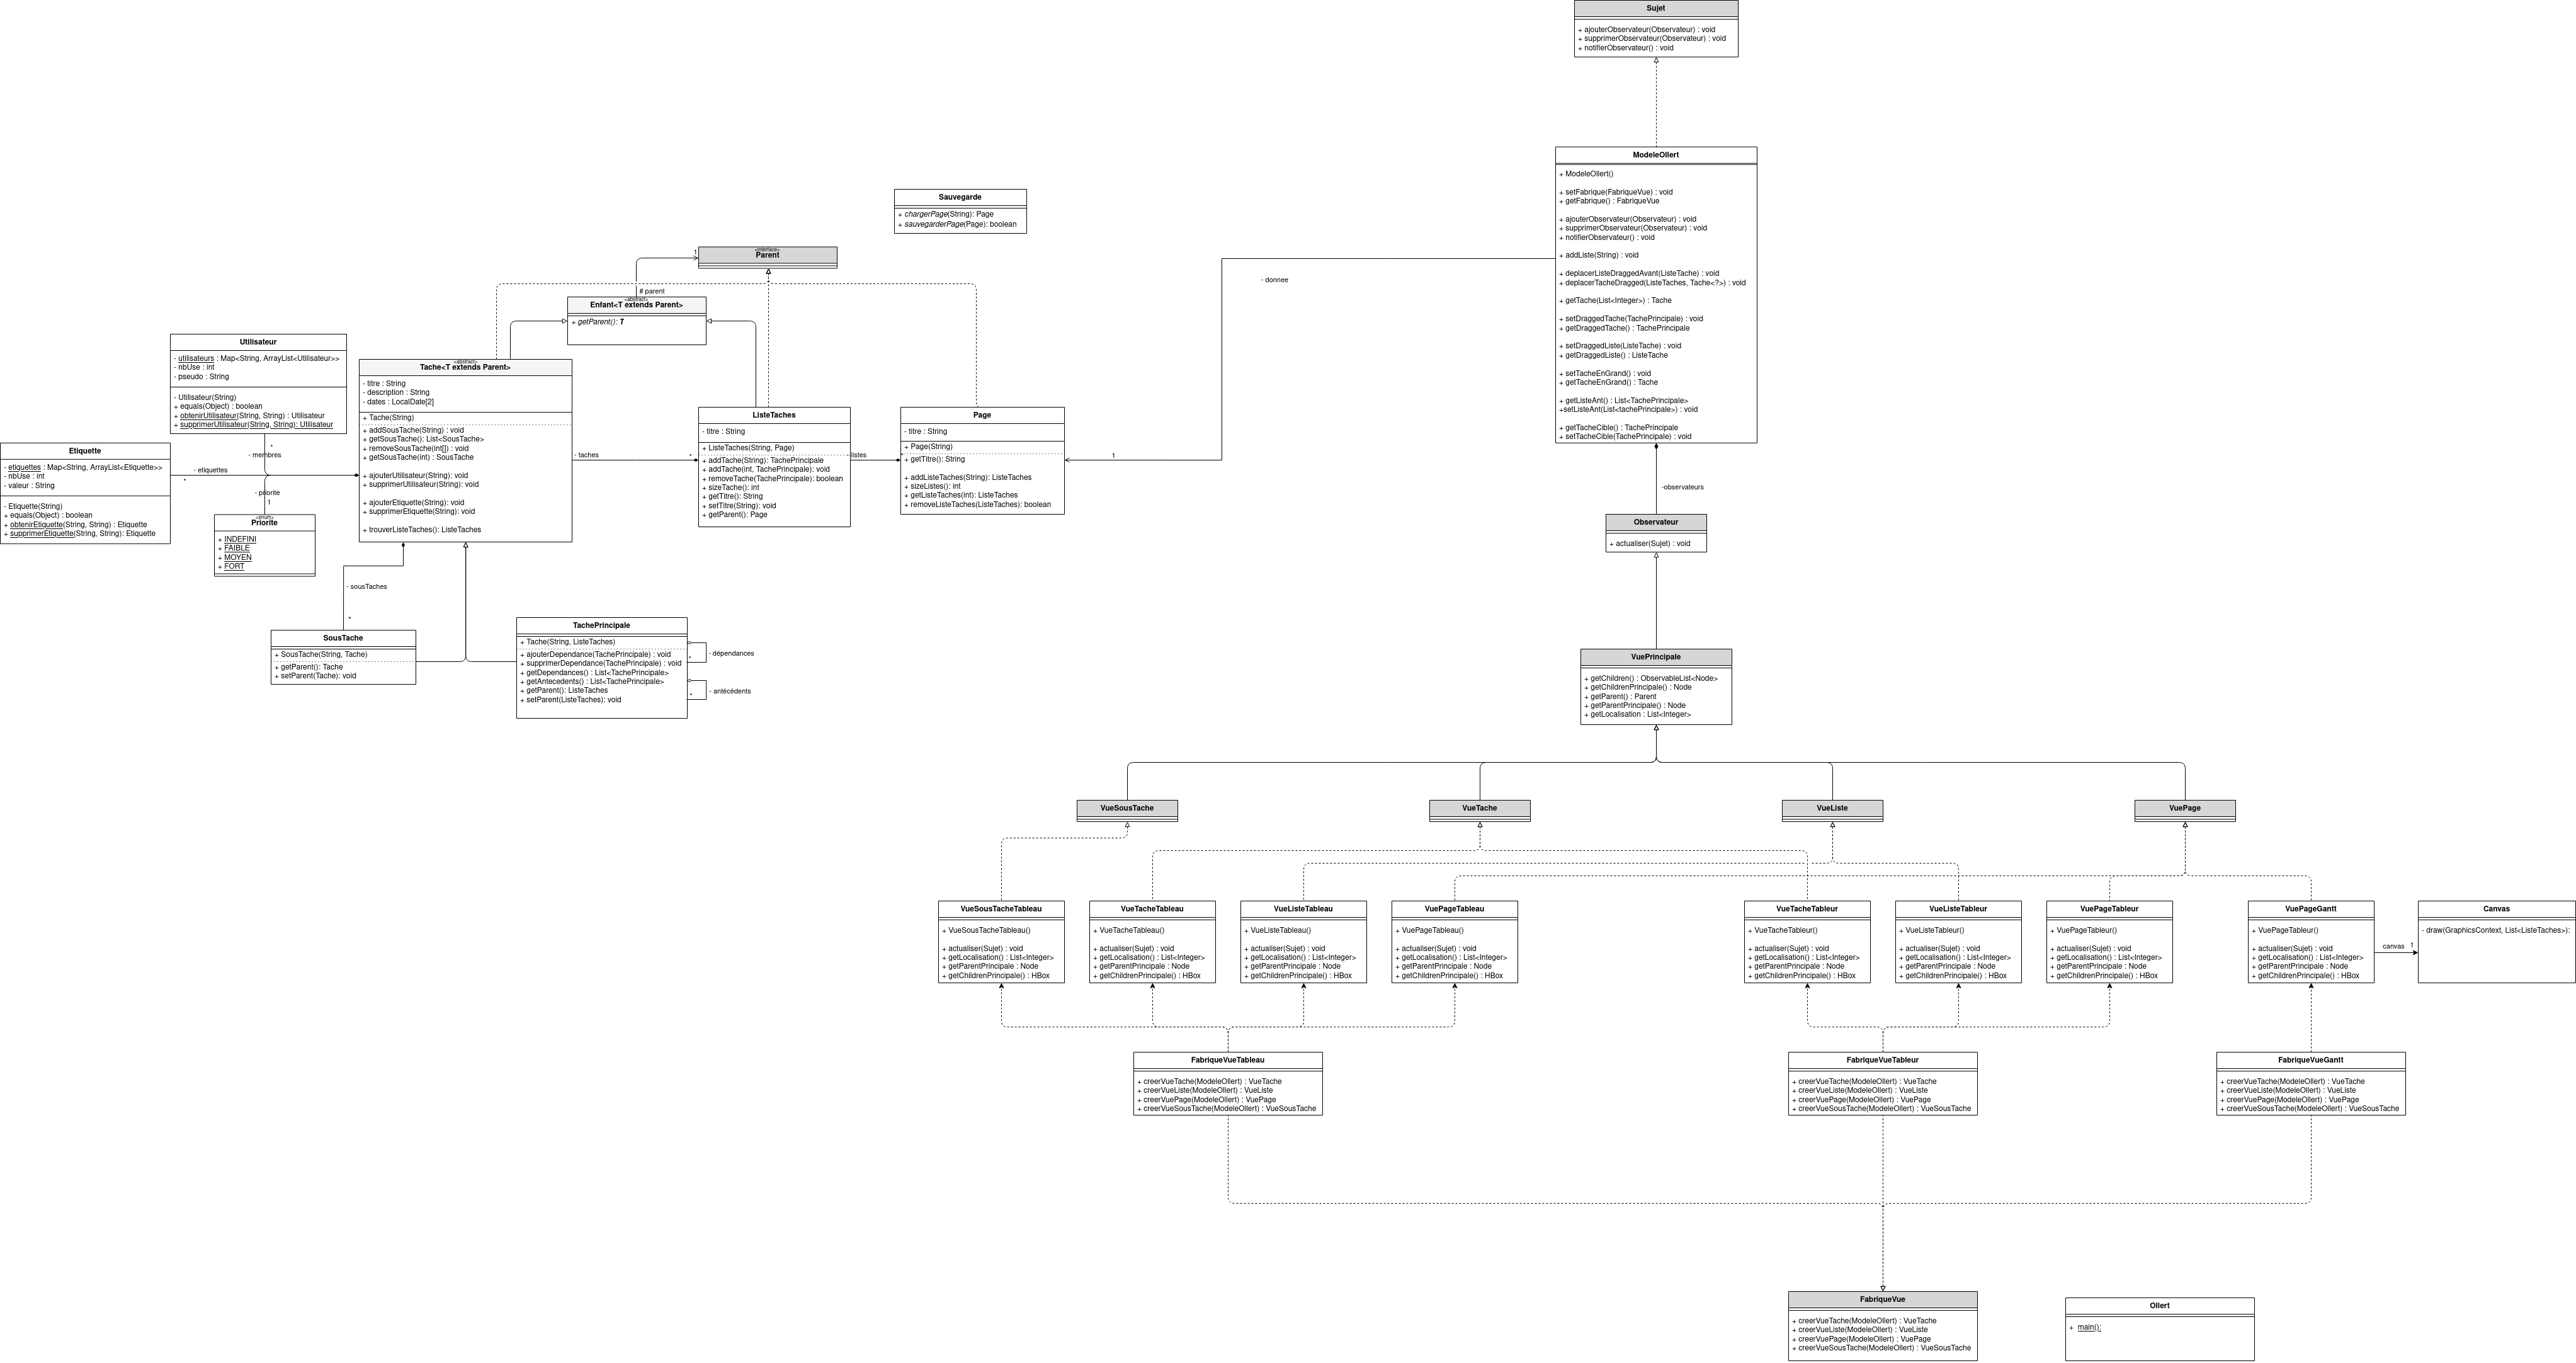 Sujet
+ ajouterObservateur(Observateur) : void
+ supprimerObservateur(Observateur) : void
+ notifierObservateur() : void
ModeleOllert
+ ModeleOllert()
+ setFabrique(FabriqueVue) : void
+ getFabrique() : FabriqueVue
+ ajouterObservateur(Observateur) : void
+ supprimerObservateur(Observateur) : void
+ notifierObservateur() : void
+ addListe(String) : void
+ deplacerListeDraggedAvant(ListeTache) : void
+ deplacerTacheDragged(ListeTaches, Tache<?>) : void
+ getTache(List<Integer>) : Tache
+ setDraggedTache(TachePrincipale) : void
+ getDraggedTache() : TachePrincipale
+ setDraggedListe(ListeTache) : void
+ getDraggedListe() : ListeTache
+ setTacheEnGrand() : void
+ getTacheEnGrand() : Tache
+ getListeAnt() : List<TachePrincipale>
+setListeAnt(List<tachePrincipale>) : void
+ getTacheCible() : TachePrincipale
+ setTacheCible(TachePrincipale) : void
Sauvegarde
+ chargerPage(String): Page
+ sauvegarderPage(Page): boolean
- donnee
1
<interface>
Parent
1
# parent
<abstract>
Enfant<T extends Parent>
+ getParent(): T
Utilisateur
- utilisateurs : Map<String, ArrayList<Utilisateur>>
- nbUse : int
- pseudo : String
- Utilisateur(String)
+ equals(Object) : boolean
+ obtenirUtilisateur(String, String) : Utilisateur
+ supprimerUtilisateur(String, String): Utilisateur
<abstract>
Tache<T extends Parent>
- titre : String
- description : String
- dates : LocalDate[2]
+ Tache(String)
+ addSousTache(String) : void
+ getSousTache(): List<SousTache>
+ removeSousTache(int[]) : void
+ getSousTache(int) : SousTache
+ ajouterUtilisateur(String): void
+ supprimerUtilisateur(String): void
+ ajouterEtiquette(String): void
+ supprimerEtiquette(String): void
+ trouverListeTaches(): ListeTaches
- taches
*
ListeTaches
- titre : String
+ ListeTaches(String, Page)
+ addTache(String): TachePrincipale
+ addTache(int, TachePrincipale): void
+ removeTache(TachePrincipale): boolean
+ sizeTache(): int
+ getTitre(): String
+ setTitre(String): void
+ getParent(): Page
- listes
*
Page
- titre : String
+ Page(String)
+ getTitre(): String
+ addListeTaches(String): ListeTaches
+ sizeListes(): int
+ getListeTaches(int): ListeTaches
+ removeListeTaches(ListeTaches): boolean
Etiquette
- etiquettes : Map<String, ArrayList<Etiquette>>
- nbUse : int
- valeur : String
- Etiquette(String)
+ equals(Object) : boolean
+ obtenirEtiquette(String, String) : Etiquette
+ supprimerEtiquette(String, String): Etiquette
*
- membres
- etiquettes
*
- priorite
1
<enum>
Priorite
+ INDEFINI
+ FAIBLE
+ MOYEN
+ FORT
- sousTaches
*
SousTache
+ SousTache(String, Tache)
+ getParent(): Tache
+ setParent(Tache): void
TachePrincipale
+ Tache(String, ListeTaches)
+ ajouterDependance(TachePrincipale) : void
+ supprimerDependance(TachePrincipale) : void
+ getDependances() : List<TachePrincipale>
+ getAntecedents() : List<TachePrincipale>
+ getParent(): ListeTaches
+ setParent(ListeTaches): void
- dépendances
*
- antécédents
*
-observateurs
Observateur
+ actualiser(Sujet) : void
VuePrincipale
+ getChildren() : ObservableList<Node>
+ getChildrenPrincipale() : Node
+ getParent() : Parent
+ getParentPrincipale() : Node
+ getLocalisation : List<Integer>
VueSousTache
VueTache
VueListe
VuePage
VueSousTacheTableau
+ VueSousTacheTableau()
+ actualiser(Sujet) : void
+ getLocalisation() : List<Integer>
+ getParentPrincipale : Node
+ getChildrenPrincipale() : HBox
VueTacheTableau
+ VueTacheTableau()
+ actualiser(Sujet) : void
+ getLocalisation() : List<Integer>
+ getParentPrincipale : Node
+ getChildrenPrincipale() : HBox
VueListeTableau
+ VueListeTableau()
+ actualiser(Sujet) : void
+ getLocalisation() : List<Integer>
+ getParentPrincipale : Node
+ getChildrenPrincipale() : HBox
VuePageTableau
+ VuePageTableau()
+ actualiser(Sujet) : void
+ getLocalisation() : List<Integer>
+ getParentPrincipale : Node
+ getChildrenPrincipale() : HBox
VueTacheTableur
+ VueTacheTableur()
+ actualiser(Sujet) : void
+ getLocalisation() : List<Integer>
+ getParentPrincipale : Node
+ getChildrenPrincipale() : HBox
VueListeTableur
+ VueListeTableur()
+ actualiser(Sujet) : void
+ getLocalisation() : List<Integer>
+ getParentPrincipale : Node
+ getChildrenPrincipale() : HBox
VuePageTableur
+ VuePageTableur()
+ actualiser(Sujet) : void
+ getLocalisation() : List<Integer>
+ getParentPrincipale : Node
+ getChildrenPrincipale() : HBox
VuePageGantt
+ VuePageTableur()
+ actualiser(Sujet) : void
+ getLocalisation() : List<Integer>
+ getParentPrincipale : Node
+ getChildrenPrincipale() : HBox
canvas
1
Canvas
- draw(GraphicsContext, List<ListeTaches>):
FabriqueVueTableau
+ creerVueTache(ModeleOllert) : VueTache
+ creerVueListe(ModeleOllert) : VueListe
+ creerVuePage(ModeleOllert) : VuePage
+ creerVueSousTache(ModeleOllert) : VueSousTache
FabriqueVueTableur
+ creerVueTache(ModeleOllert) : VueTache
+ creerVueListe(ModeleOllert) : VueListe
+ creerVuePage(ModeleOllert) : VuePage
+ creerVueSousTache(ModeleOllert) : VueSousTache
FabriqueVueGantt
+ creerVueTache(ModeleOllert) : VueTache
+ creerVueListe(ModeleOllert) : VueListe
+ creerVuePage(ModeleOllert) : VuePage
+ creerVueSousTache(ModeleOllert) : VueSousTache
FabriqueVue
+ creerVueTache(ModeleOllert) : VueTache
+ creerVueListe(ModeleOllert) : VueListe
+ creerVuePage(ModeleOllert) : VuePage
+ creerVueSousTache(ModeleOllert) : VueSousTache
Ollert
+ main():